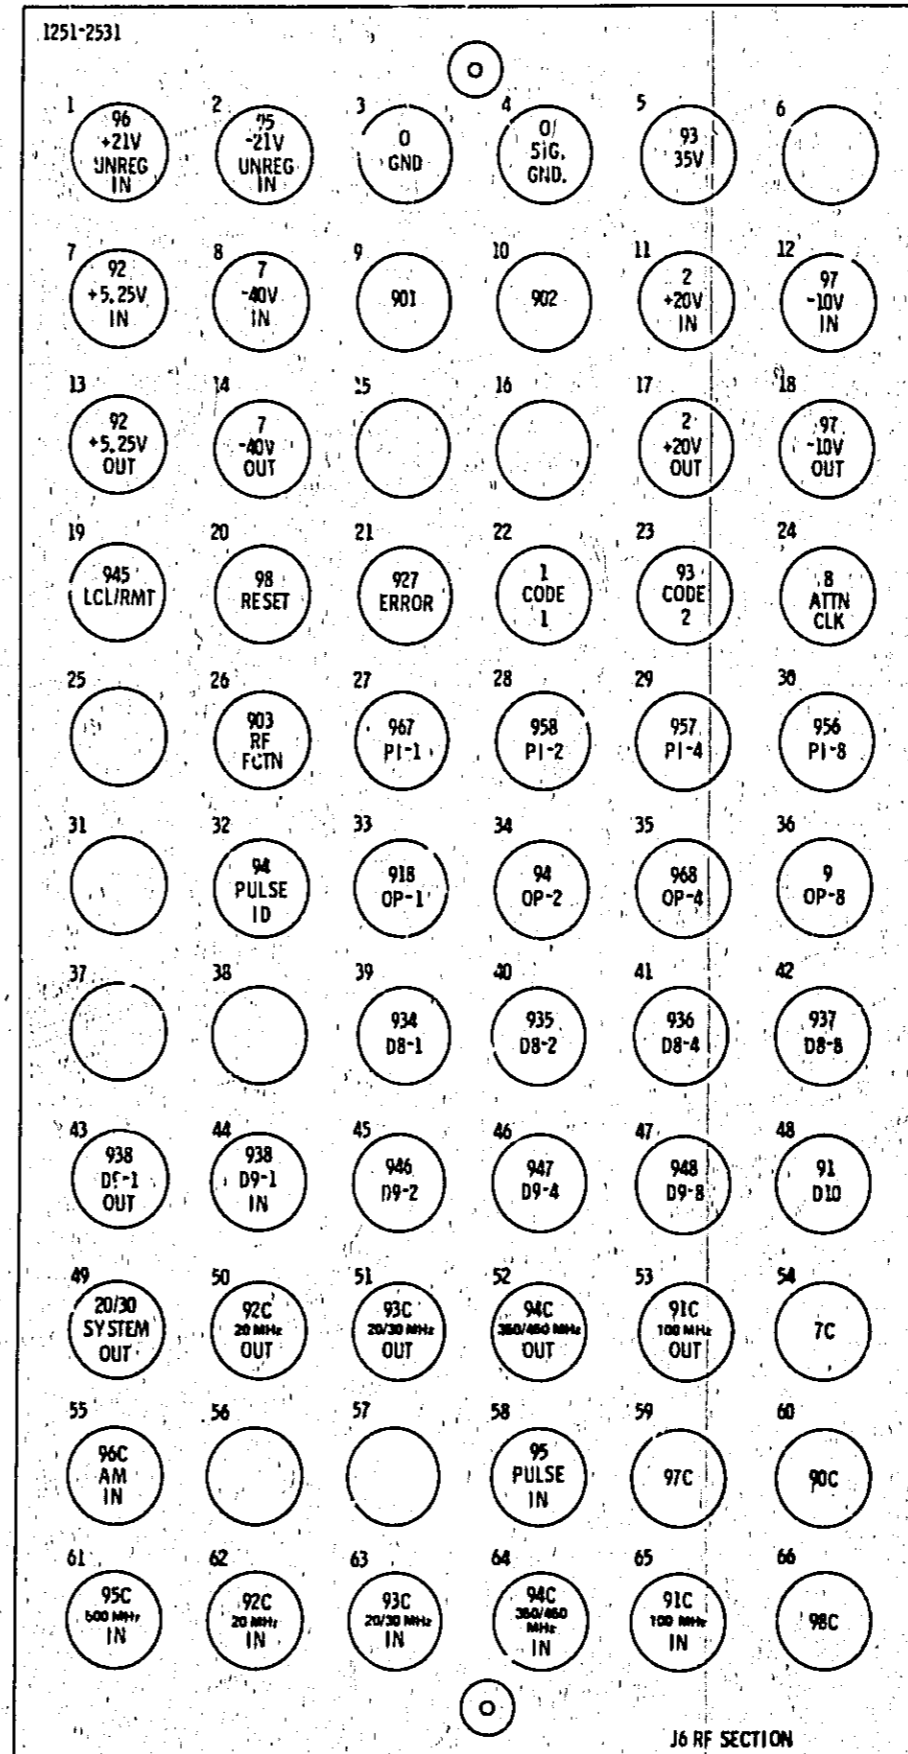 1251-2531
1
96
+21V
UNREG
IN
2
95
-21V
UNREG
IN
3
0
GND
4
0
SIG.
GND.
5
93
35V
6
7
92
+5.25V
IN
8
7
-40V
IN
9
901
10
902
11
2
+20V
IN
12
97
-10V
IN
13
92
+5.25V
OUT
14
7
-40V
OUT
15
16
17
2
+20V
OUT
18
97
-10V
OUT
19
945
LCL/RMT
20
98
RESET
21
927
ERROR
22
1
CODE
1
23
93
CODE
2
24
8
ATTN
CLK
25
26
903
RF
FCTN
27
967
PI-1
28
958
PI-2
29
957
PI-4
30
956
PI-8
31
32
94
PULSE
ID
33
918
OP-1
34
94
OP-2
35
968
OP-4
36
9
OP-8
37
38
39
934
D8-1
40
935
D8-2
41
936
D8-4
42
937
D8-8
43
938
D9-1
OUT
44
938
D9-1
IN
45
946
D9-2
46
947
D9-4
47
948
D9-8
48
91
D10
49
20/30
SYSTEM
OUT
50
92C
20 MHz
OUT
51
93C
20/30 MHz
OUT
52
94C
360/460 MHz
OUT
53
91C
100 MHz
OUT
54
7C
55
96C
AM
IN
56
57
58
95
PULSE
IN
59
97C
60
90C
61
95C
500 MHz
IN
62
92C
20 MHz
IN
63
93C
20/30 MHz
IN
64
94C
360/460
MHz
IN
65
91C
100 MHz
IN
66
98C
J6 RF SECTION